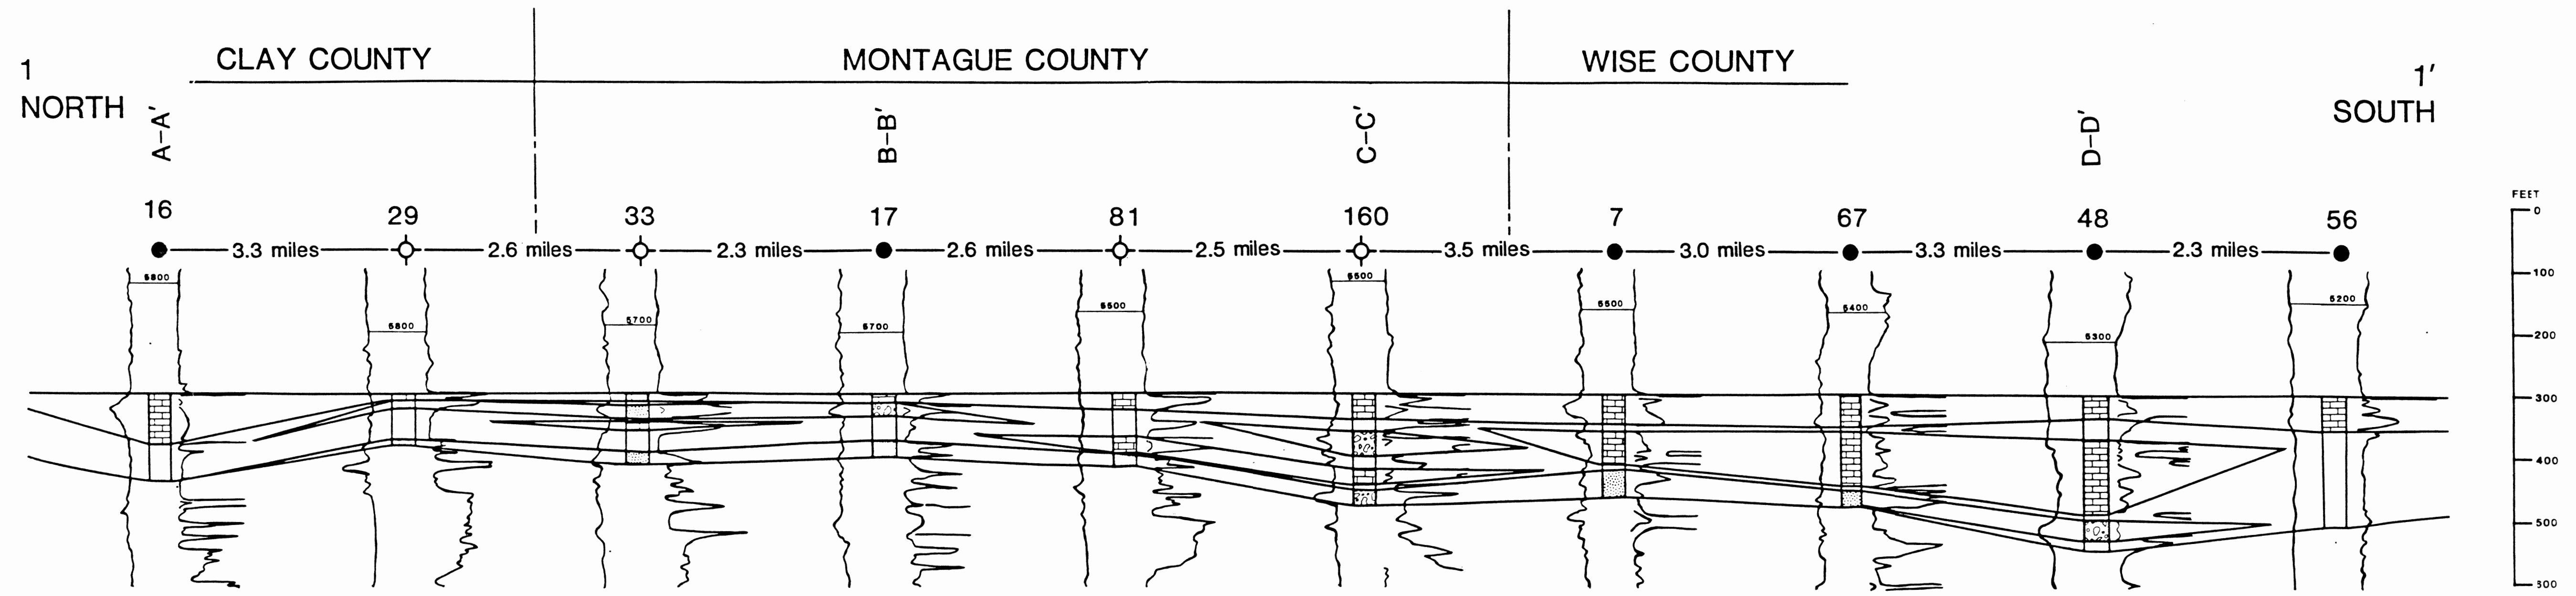 CLAY COUNTY
MONTAGUE COUNTY
WISE COUNTY
1
NORTH
1′
SOUTH
A–A′
B–B′
C–C′
D–D′
16 29 33 17 81 160 7 67 48 56
3.3 miles 2.6 miles 2.3 miles 2.6 miles 2.5 miles 3.5 miles 3.0 miles 3.3 miles 2.3 miles
5800 5800 5700 5700 5500 5500 5500 5400 5300 5200
FEET
0
100
200
300
400
500
600